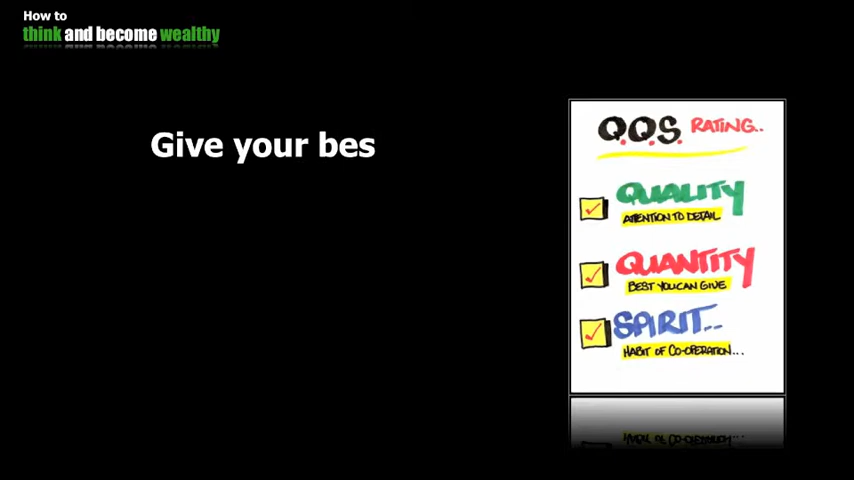 How to
think and become wealthy
Give your bes
Q.Q.S. RATING..
QUALITY
ATTENTION TO DETAIL
QUANTITY
BEST YOU CAN GIVE
SPIRIT...
HABIT OF CO-OPERATION...